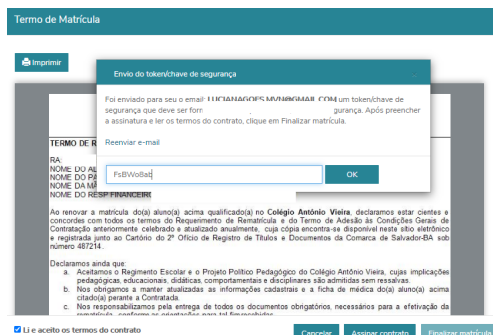 Termo de Matrícula
Imprimir
Envio do token/chave de segurança
Foi enviado para seu o email: um token/chave de
segurança que deve ser gurança. Após preencher
a assinatura e ler os termos do contrato, clique em Finalizar matrícula.
Reenviar e-mail
OK
TERMO DE R
RA:
NOME DO AL
NOME DO PA
NOME DA MÃ
NOME DO RESP FINANCEIRO
Ao renovar a matrícula do(a) aluno(a) acima qualificado(a) no Colégio Antônio Vieira, declaramos estar cientes e
concordes com todos os termos do Requerimento de Rematrícula e do Termo de Adesão às Condições Gerais de
Contratação anteriormente celebrado e atualizado anualmente, cuja cópia encontra-se disponível neste sítio eletrônico
e registrada junto ao Cartório do 2º Ofício de Registro de Títulos e Documentos da Comarca de Salvador-BA sob
número 487214.
Declaramos ainda que:
a. Aceitamos o Regimento Escolar e o Projeto Político Pedagógico do Colégio Antônio Vieira, cujas implicações
pedagógicas, educacionais, didáticas, comportamentais e disciplinares são admitidas sem ressalvas.
b. Nos obrigamos a manter atualizadas as informações cadastrais e a ficha de médica do(a) aluno(a) acima
citado(a) perante a Contratada.
c. Nos responsabilizamos pela entrega de todos os documentos obrigatórios, necessários para a efetivação da
Li e aceito os termos do contrato
Cancelar Assinar contrato Finalizar matrícula